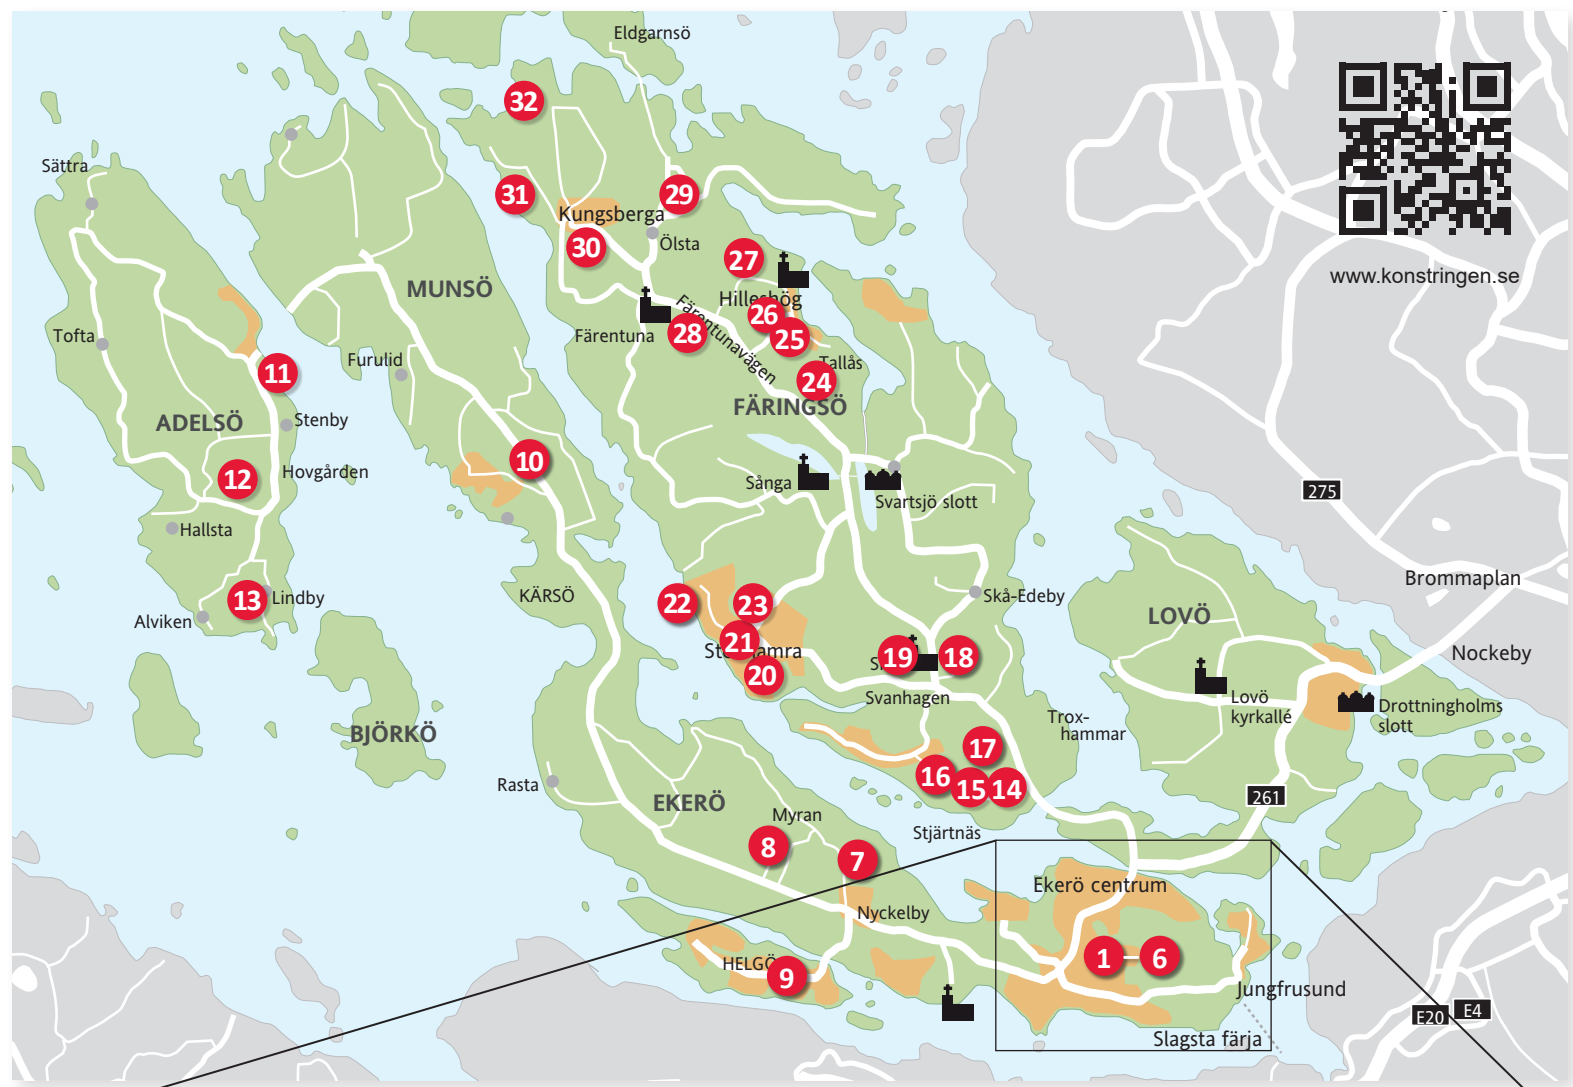 Eldgarnsö
32
Sättra
31
29
Kungsberga
30
Ölsta
27
www.konstringen.se
MUNSÖ
Hilleshög
26
Färentunavägen
Tofta
Färentuna
28
25
Furulid
Tallås
11
24
FÄRINGSÖ
ADELSÖ
Stenby
10
Hovgården
12
Sånga
Svartsjö slott
275
Hallsta
Brommaplan
KÄRSÖ
Skå-Edeby
13
Lindby
22
23
LOVÖ
Alviken
21
19
18
Nockeby
20
Svanhagen
Lovö
kyrkallé
Drottningholms
slott
Trox-
hammar
BJÖRKÖ
17
16
15
14
Rasta
261
EKERÖ
Myran
Stjärtnäs
8
7
Ekerö centrum
Nyckelby
1
6
HELGÖ
9
Jungfrusund
E20
E4
Slagsta färja